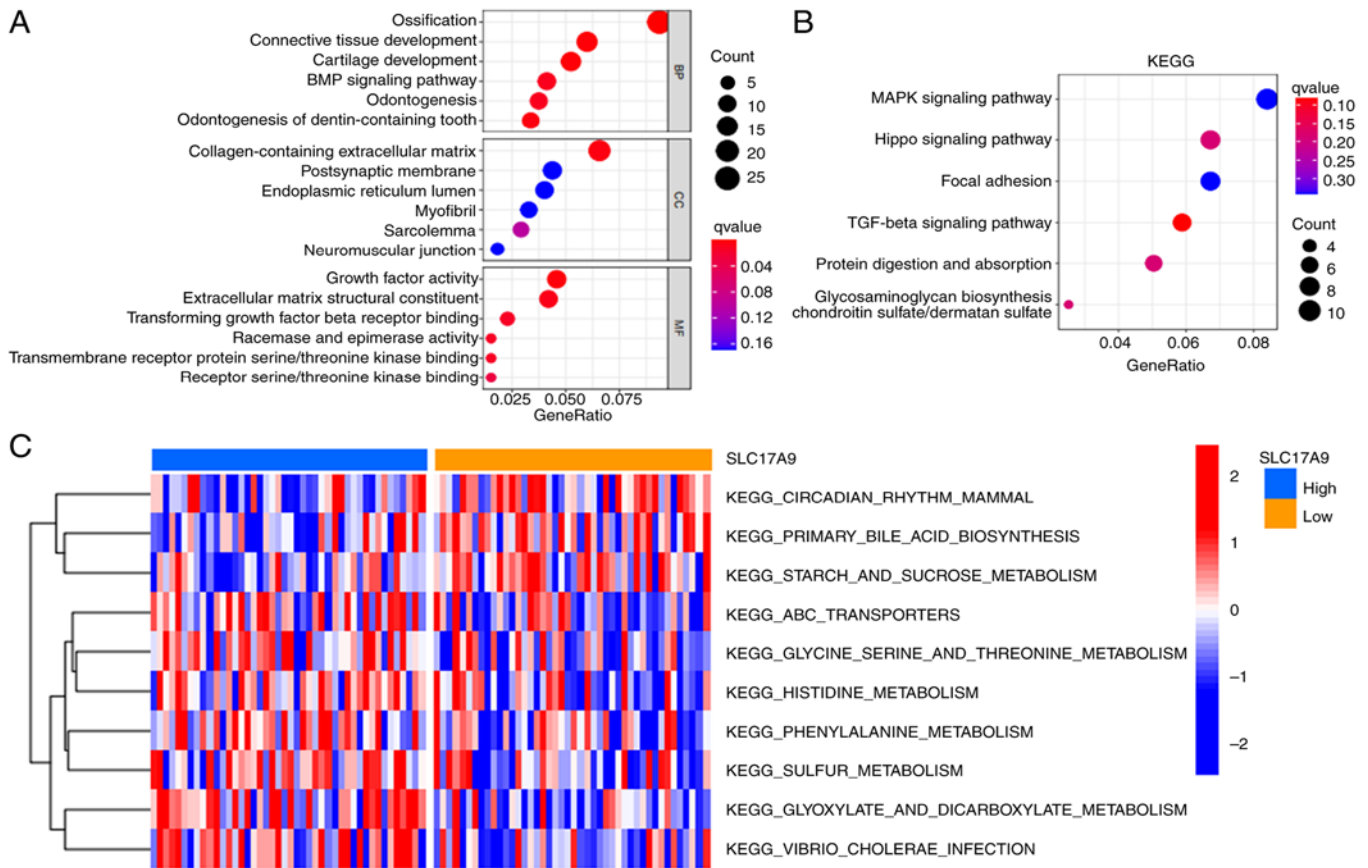 A
Ossification
Connective tissue development
Cartilage development
BMP signaling pathway
Odontogenesis
Odontogenesis of dentin-containing tooth
BP
Collagen-containing extracellular matrix
Postsynaptic membrane
Endoplasmic reticulum lumen
Myofibril
Sarcolemma
Neuromuscular junction
CC
Growth factor activity
Extracellular matrix structural constituent
Transforming growth factor beta receptor binding
Racemase and epimerase activity
Transmembrane receptor protein serine/threonine kinase binding
Receptor serine/threonine kinase binding
MF
0.025 0.050 0.075
GeneRatio
Count
5
10
15
20
25
qvalue
0.04
0.08
0.12
0.16
B
KEGG
MAPK signaling pathway
Hippo signaling pathway
Focal adhesion
TGF-beta signaling pathway
Protein digestion and absorption
Glycosaminoglycan biosynthesis
chondroitin sulfate/dermatan sulfate
0.04 0.06 0.08
GeneRatio
qvalue
0.10
0.15
0.20
0.25
0.30
Count
4
6
8
10
C
SLC17A9
KEGG_CIRCADIAN_RHYTHM_MAMMAL
KEGG_PRIMARY_BILE_ACID_BIOSYNTHESIS
KEGG_STARCH_AND_SUCROSE_METABOLISM
KEGG_ABC_TRANSPORTERS
KEGG_GLYCINE_SERINE_AND_THREONINE_METABOLISM
KEGG_HISTIDINE_METABOLISM
KEGG_PHENYLALANINE_METABOLISM
KEGG_SULFUR_METABOLISM
KEGG_GLYOXYLATE_AND_DICARBOXYLATE_METABOLISM
KEGG_VIBRIO_CHOLERAE_INFECTION
2
1
0
−1
−2
SLC17A9
High
Low